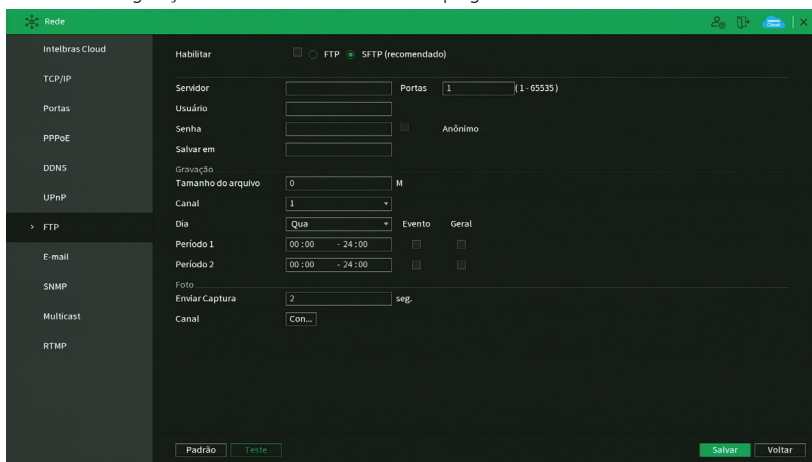 Rede
Cloud
Intelbras Cloud
TCP/IP
Portas
PPPoE
DDNS
UPnP
FTP
E-mail
SNMP
Multicast
RTMP
Habilitar FTP SFTP (recomendado)
Servidor Portas 1 (1 - 65535)
Usuário
Senha Anônimo
Salvar em
Gravação
Tamanho do arquivo 0 M
Canal 1
Dia Qua Evento Geral
Período 1 00:00 - 24:00
Período 2 00:00 - 24:00
Foto
Enviar Captura 2 seg.
Canal Con...
Padrão Teste Salvar Voltar